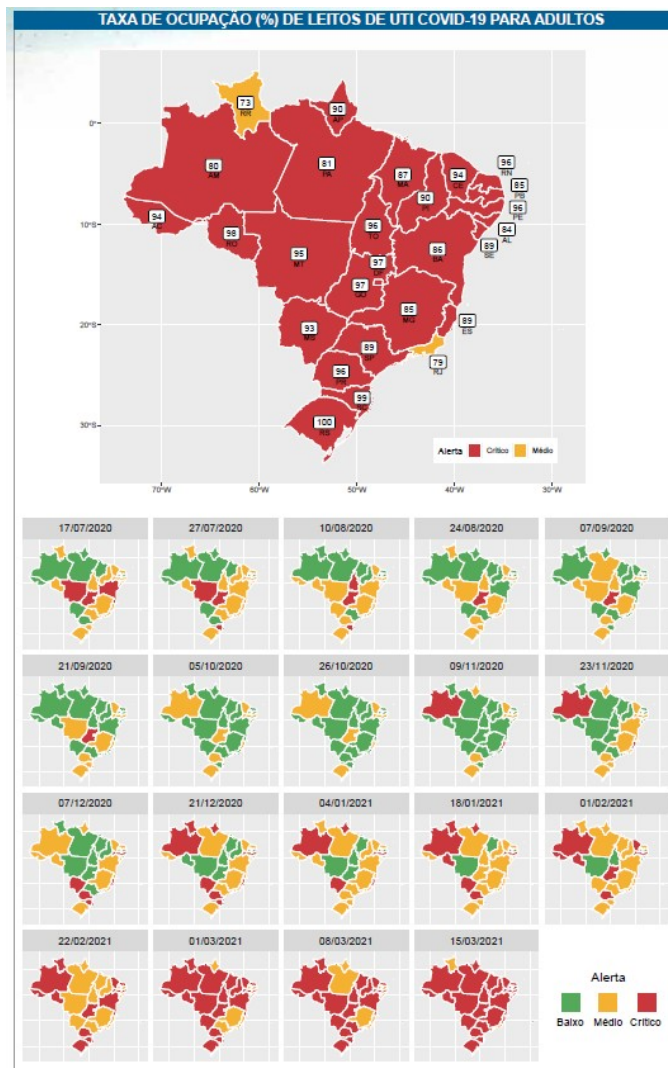 TAXA DE OCUPAÇÃO (%) DE LEITOS DE UTI COVID-19 PARA ADULTOS
73
RR
90
AP
0°
80
AM
81
PA
87
MA
94
CE
96
RN
85
PB
90
PI
96
PE
94
AC
98
RO
96
TO
84
AL
10°S
95
MT
97
DF
86
BA
89
SE
97
GO
85
MG
89
ES
20°S
93
MS
89
SP
79
RJ
96
PR
99
SC
100
RS
30°S
Alerta Crítico Médio
70°W 60°W 50°W 40°W 30°W
17/07/2020 27/07/2020 10/08/2020 24/08/2020 07/09/2020
21/09/2020 05/10/2020 26/10/2020 09/11/2020 23/11/2020
07/12/2020 21/12/2020 04/01/2021 18/01/2021 01/02/2021
22/02/2021 01/03/2021 08/03/2021 15/03/2021
Alerta
Baixo Médio Crítico